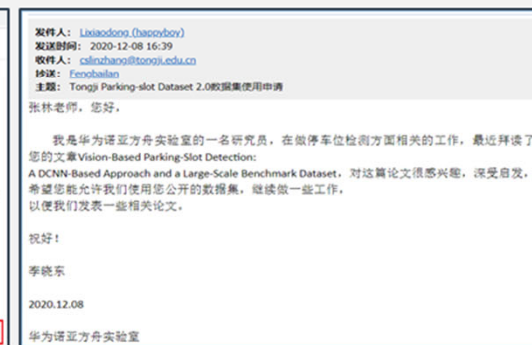 发件人： Lixiaodong (happyboy)
发送时间： 2020-12-08 16:39
收件人： cslinzhang@tongji.edu.cn
抄送： Fengbailan
主题： Tongji Parking-slot Dataset 2.0数据集使用申请
张林老师，您好，
我是华为诺亚方舟实验室的一名研究员，在做停车位检测方面相关的工作，最近拜读了
您的文章Vision-Based Parking-Slot Detection:
A DCNN-Based Approach and a Large-Scale Benchmark Dataset，对这篇论文很感兴趣，深受启发，
希望您能允许我们使用您公开的数据集，继续做一些工作，
以便我们发表一些相关论文。
祝好！
李晓东
2020.12.08
华为诺亚方舟实验室